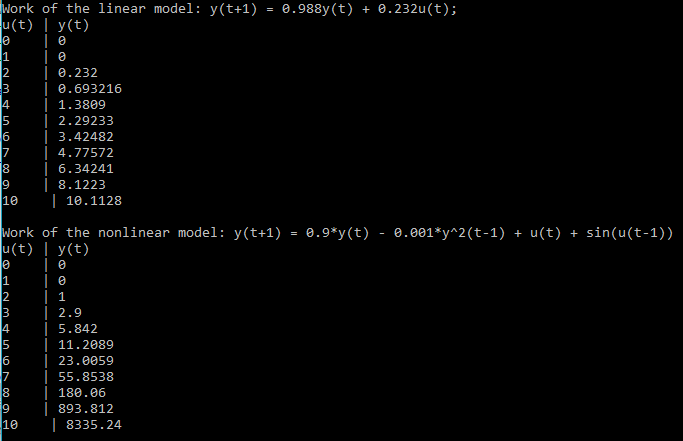 Work of the linear model: y(t+1) = 0.988y(t) + 0.232u(t);
u(t) | y(t)
0 | 0
1 | 0
2 | 0.232
3 | 0.693216
4 | 1.3809
5 | 2.29233
6 | 3.42482
7 | 4.77572
8 | 6.34241
9 | 8.1223
10 | 10.1128
Work of the nonlinear model: y(t+1) = 0.9*y(t) - 0.001*y^2(t-1) + u(t) + sin(u(t-1))
u(t) | y(t)
0 | 0
1 | 0
2 | 1
3 | 2.9
4 | 5.842
5 | 11.2089
6 | 23.0059
7 | 55.8538
8 | 180.06
9 | 893.812
10 | 8335.24